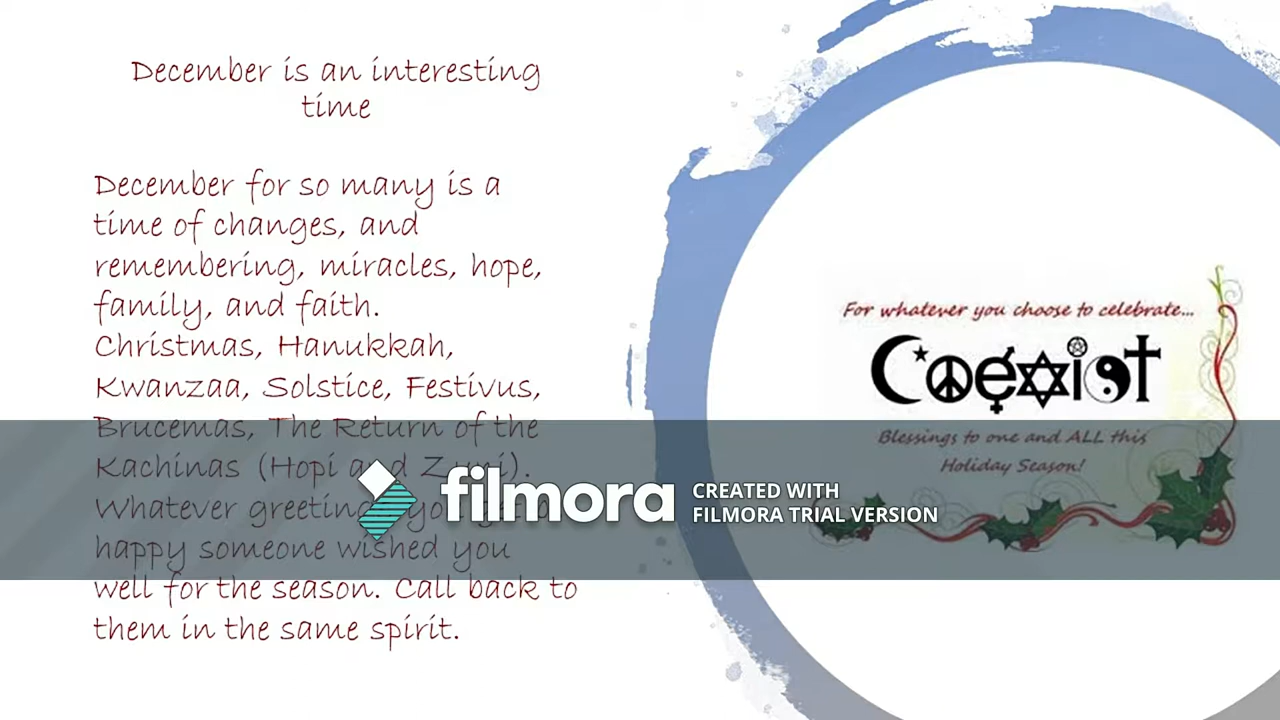 December is an interesting
time
December for so many is a
time of changes, and
remembering, miracles, hope,
family, and faith.
Christmas, Hanukkah,
Kwanzaa, Solstice, Festivus,
Brucemas, The Return of the
Kachinas (Hopi and Zuni).
Whatever greeting you
happy someone wished you
well for the season. Call back to
them in the same spirit.
For whatever you choose to celebrate...
Coexist
Blessings to one and ALL this
Holiday Season!
filmora
CREATED WITH
FILMORA TRIAL VERSION